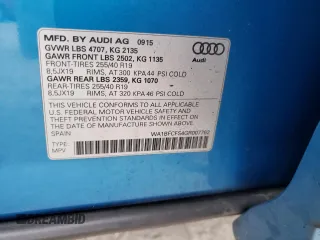 MFD. BY AUDI AG 09/15
Audi
GVWR LBS 4707, KG 2135
GAWR FRONT LBS 2502, KG 1135
FRONT-TIRES 255/40 R19
8,5JX19 RIMS, AT 300 KPA 44 PSI COLD
GAWR REAR LBS 2359, KG 1070
REAR-TIRES 255/40 R19
8,5JX19 RIMS, AT 320 KPA 46 PSI COLD
THIS VEHICLE CONFORMS TO ALL APPLICABLE
U.S. FEDERAL MOTOR VEHICLE SAFETY AND
THEFT PREVENTION STANDARDS IN EFFECT ON
THE DATE OF MANUFACTURE SHOWN ABOVE
TYPE:
MPV
DREAMBID